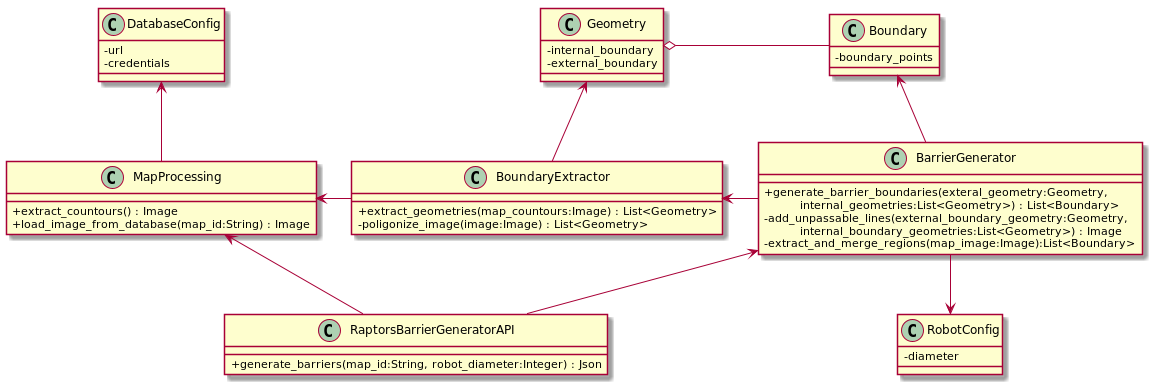 C DatabaseConfig
-url
-credentials
C Geometry
-internal_boundary
-external_boundary
C Boundary
-boundary_points
C MapProcessing
+extract_countours() : Image
+load_image_from_database(map_id:String) : Image
C BoundaryExtractor
+extract_geometries(map_countours:Image) : List<Geometry>
-poligonize_image(image:Image) : List<Geometry>
C BarrierGenerator
+generate_barrier_boundaries(exteral_geometry:Geometry,
internal_geometries:List<Geometry>) : List<Boundary>
-add_unpassable_lines(external_boundary_geometry:Geometry,
internal_boundary_geometries:List<Geometry>) : Image
-extract_and_merge_regions(map_image:Image):List<Boundary>
C RaptorsBarrierGeneratorAPI
+generate_barriers(map_id:String, robot_diameter:Integer) : Json
C RobotConfig
-diameter